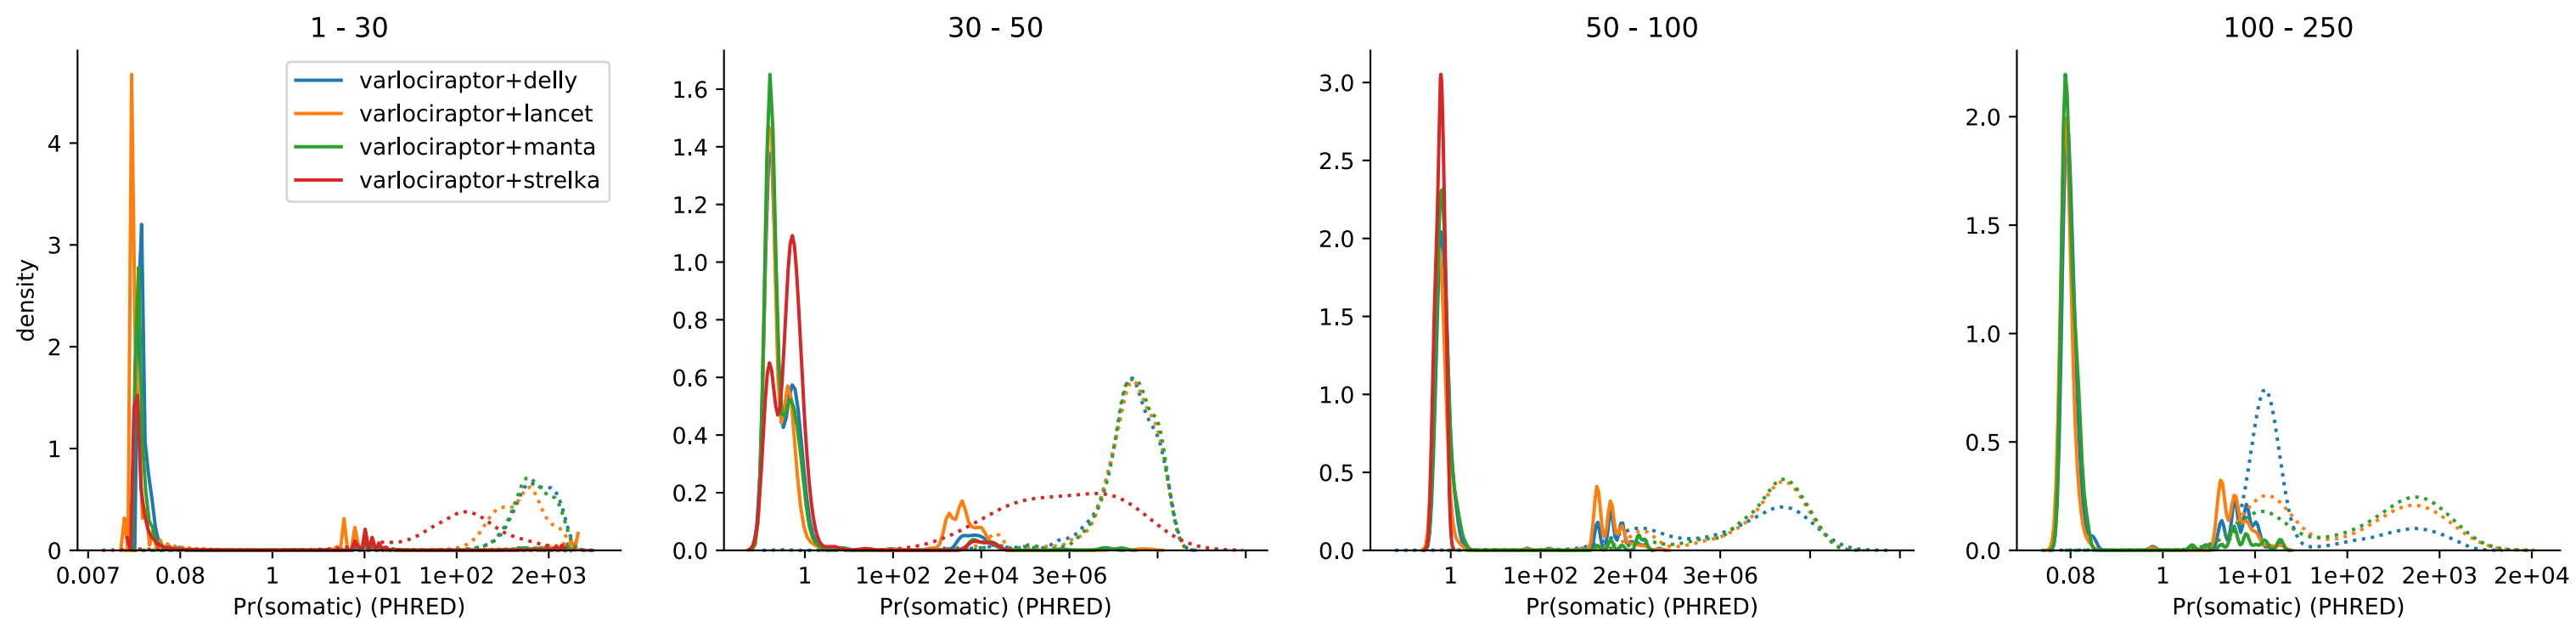 1 - 30
30 - 50
50 - 100
100 - 250
varlociraptor+delly
varlociraptor+lancet
varlociraptor+manta
varlociraptor+strelka
density
4
3
2
1
0
0.007 0.08 1 1e+01 1e+02 2e+03
Pr(somatic) (PHRED)
1.6
1.4
1.2
1.0
0.8
0.6
0.4
0.2
0.0
1 1e+02 2e+04 3e+06
Pr(somatic) (PHRED)
3.0
2.5
2.0
1.5
1.0
0.5
0.0
1 1e+02 2e+04 3e+06
Pr(somatic) (PHRED)
2.0
1.5
1.0
0.5
0.0
0.08 1 1e+01 1e+02 2e+03 2e+04
Pr(somatic) (PHRED)